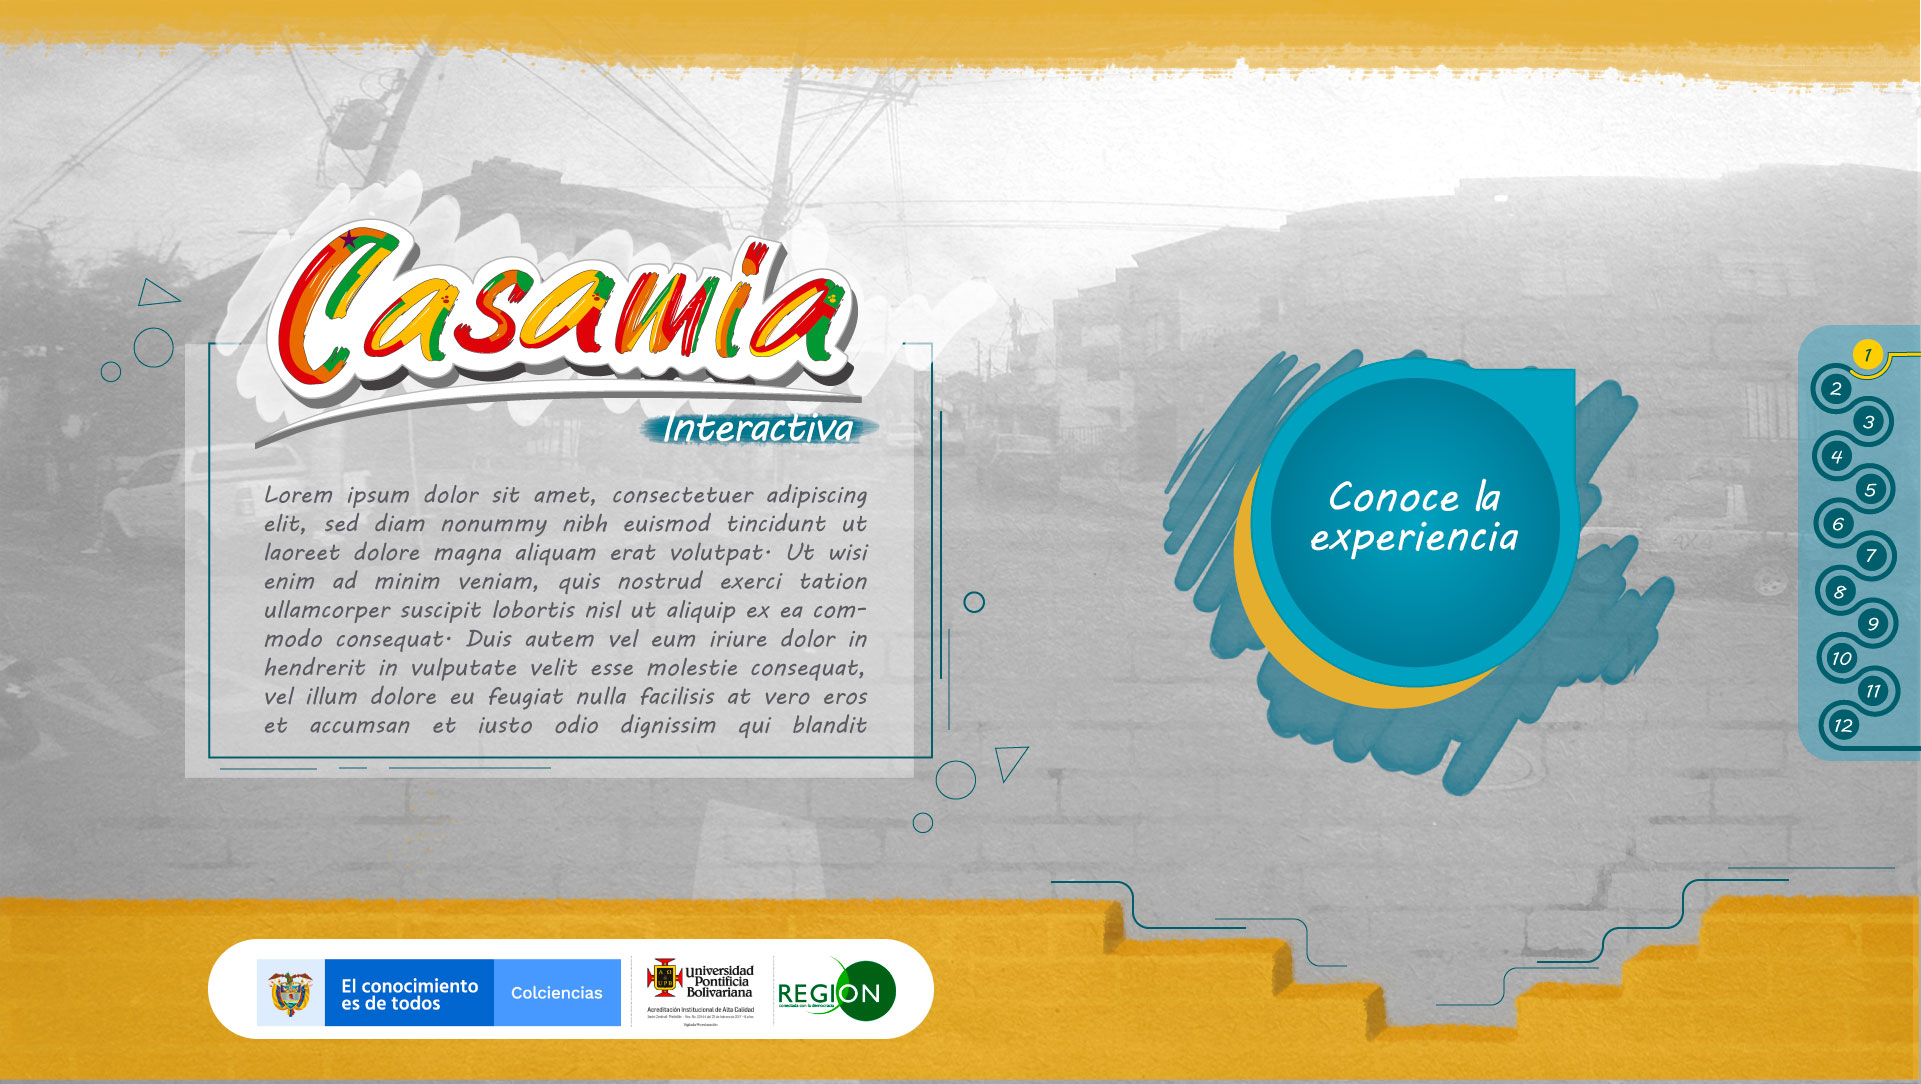 Casamia
Interactiva
Lorem ipsum dolor sit amet, consectetuer adipiscing
elit, sed diam nonummy nibh euismod tincidunt ut
laoreet dolore magna aliquam erat volutpat. Ut wisi
enim ad minim veniam, quis nostrud exerci tation
ullamcorper suscipit lobortis nisl ut aliquip ex ea com-
modo consequat. Duis autem vel eum iriure dolor in
hendrerit in vulputate velit esse molestie consequat,
vel illum dolore eu feugiat nulla facilisis at vero eros
et accumsan et iusto odio dignissim qui blandit
Conoce la
experiencia
1
2
3
4
5
6
7
8
9
10
11
12
El conocimiento
es de todos
Colciencias
Universidad
Pontificia
Bolivariana
Acreditación Institucional de Alta Calidad
REGION
conectada con la democracia